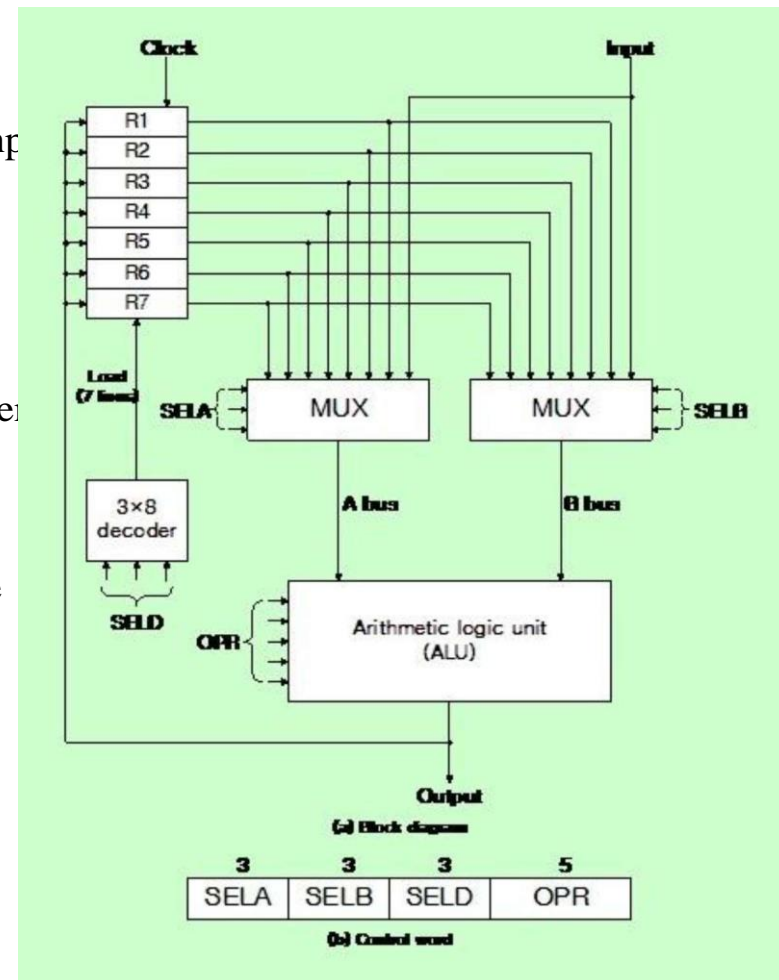 Clock Input
R1
R2
R3
R4
R5
R6
R7
Load
(7 lines)
SELA MUX MUX SELB
3×8
decoder
A bus B bus
SELD
OPR
Arithmetic logic unit
(ALU)
Output
(a) Block diagram
3 3 3 5
SELA SELB SELD OPR
(b) Control word